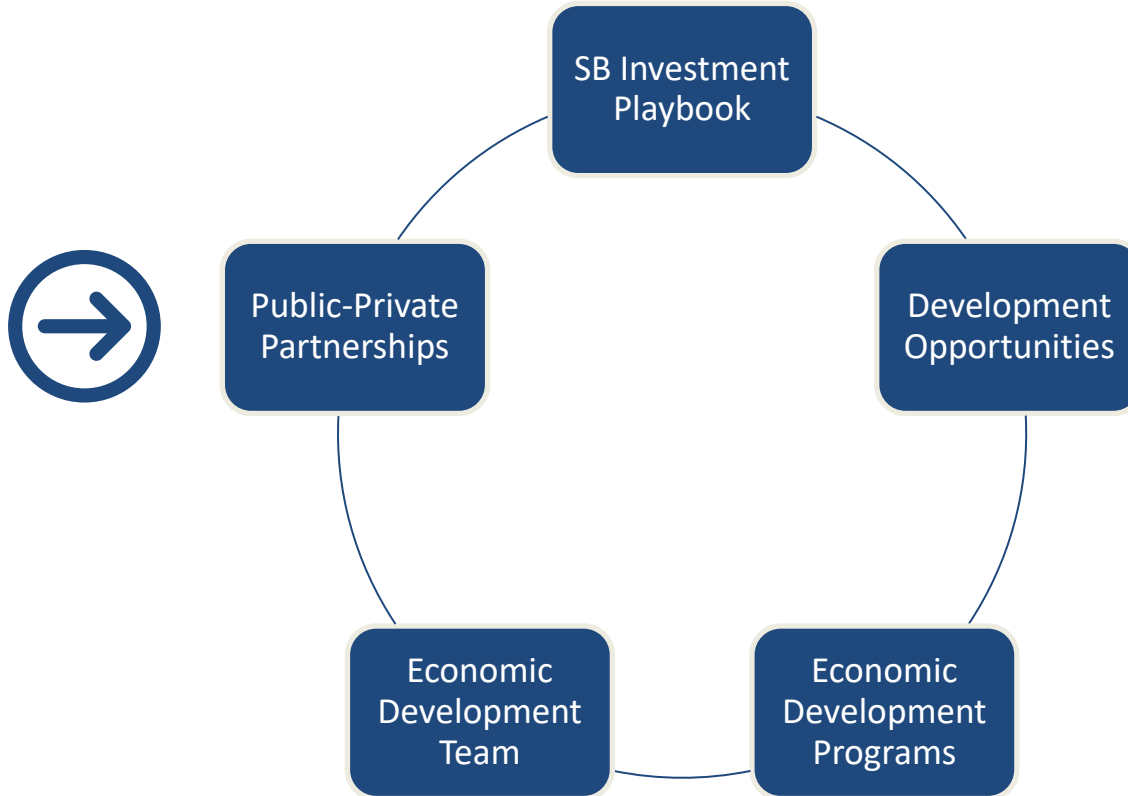 SB Investment
Playbook
Public-Private
Partnerships
Development
Opportunities
Economic
Development
Team
Economic
Development
Programs